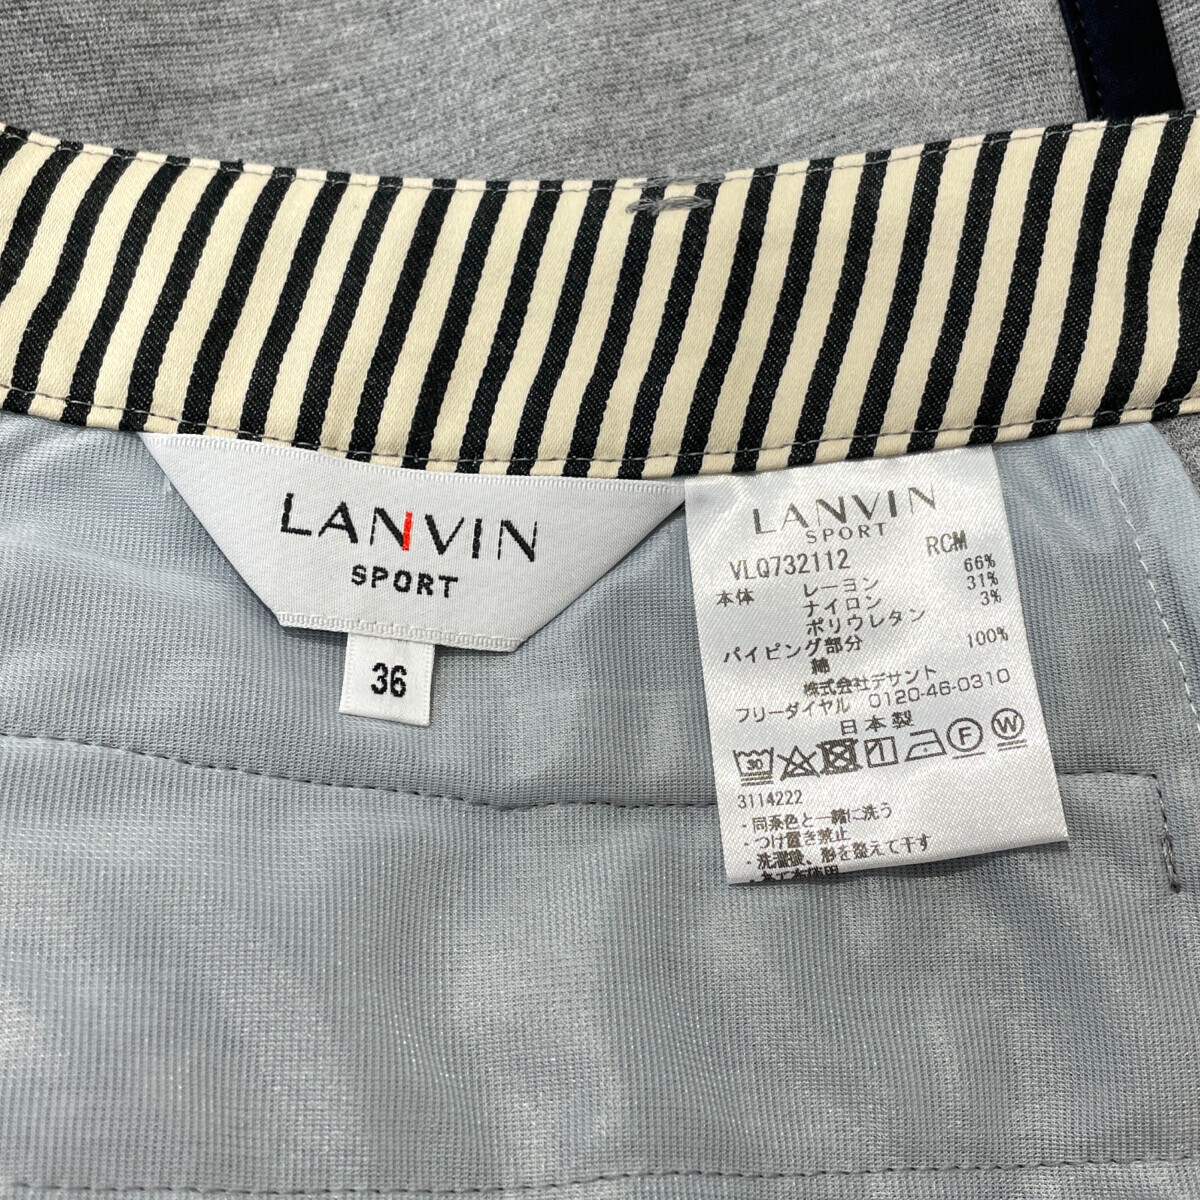 LANVIN
SPORT
36
LANVIN
SPORT
VLQ732112 RCM
本体 レーヨン 66%
ナイロン 31%
ポリウレタン 3%
パイピング部分
綿 100%
株式会社デサント
フリーダイヤル 0120-46-0310
日本製
30 F W
3114222
・同系色と一緒に洗う
・つけ置き禁止
・洗濯後、形を整えて干す